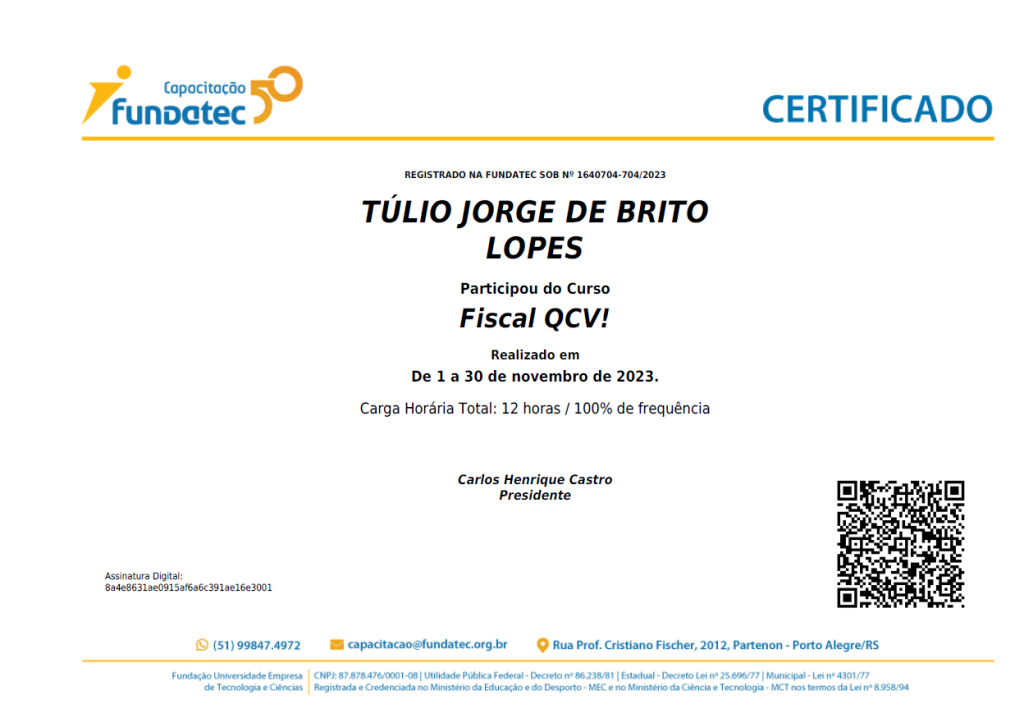 Capacitação
Fundatec 50
CERTIFICADO
REGISTRADO NA FUNDATEC SOB Nº 1640704-704/2023
TÚLIO JORGE DE BRITO
LOPES
Participou do Curso
Fiscal QCV!
Realizado em
De 1 a 30 de novembro de 2023.
Carga Horária Total: 12 horas / 100% de frequência
Carlos Henrique Castro
Presidente
Assinatura Digital:
8a4e8631ae0915af6a6c391ae16e3001
(51) 99847.4972 capacitacao@fundatec.org.br Rua Prof. Cristiano Fischer, 2012, Partenon - Porto Alegre/RS
Fundação Universidade Empresa CNPJ: 87.878.476/0001-08 | Utilidade Pública Federal - Decreto nº 86.238/81 | Estadual - Decreto Lei nº 25.696/77 | Municipal - Lei nº 4301/77
de Tecnologia e Ciências Registrada e Credenciada no Ministério da Educação e do Desporto - MEC e no Ministério da Ciência e Tecnologia - MCT nos termos da Lei nº 8.958/94